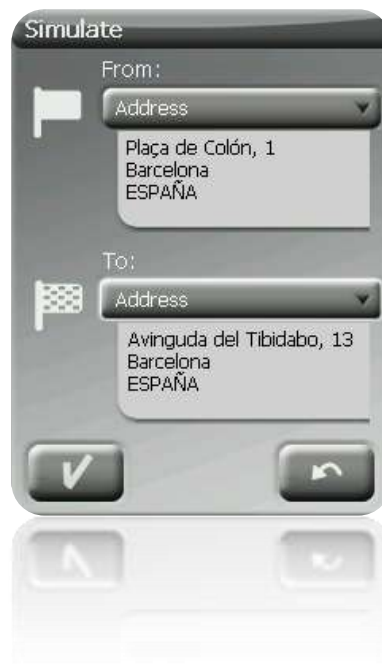 Simulate
From:
Address
Plaça de Colón, 1
Barcelona
ESPAÑA
To:
Address
Avinguda del Tibidabo, 13
Barcelona
ESPAÑA